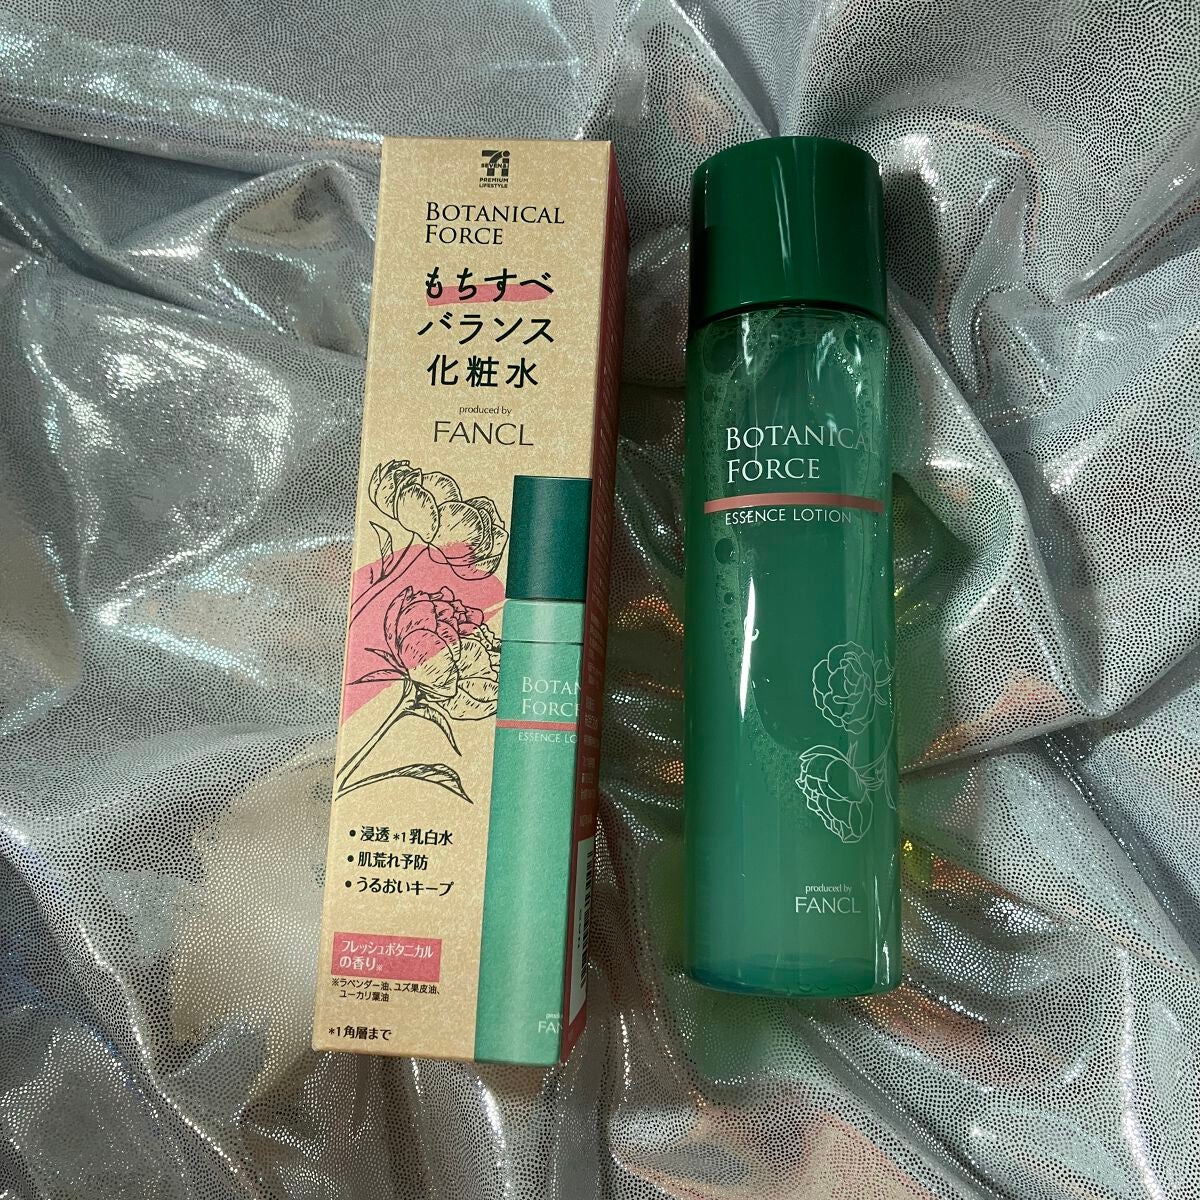 7i
SEVEN&i
PREMIUM
LIFESTYLE
BOTANICAL
FORCE
もちすべ
バランス
化粧水
produced by
FANCL
BOTAN
FORCE
ESSENCE LO
• 浸透 *1 乳白水
• 肌荒れ予防
• うるおいキープ
フレッシュボタニカル
の香り※
※ラベンダー油、ユズ果皮油、
ユーカリ葉油
*1角層まで
produced
FAN
BOTANICAL
FORCE
ESSENCE LOTION
produced by
FANCL